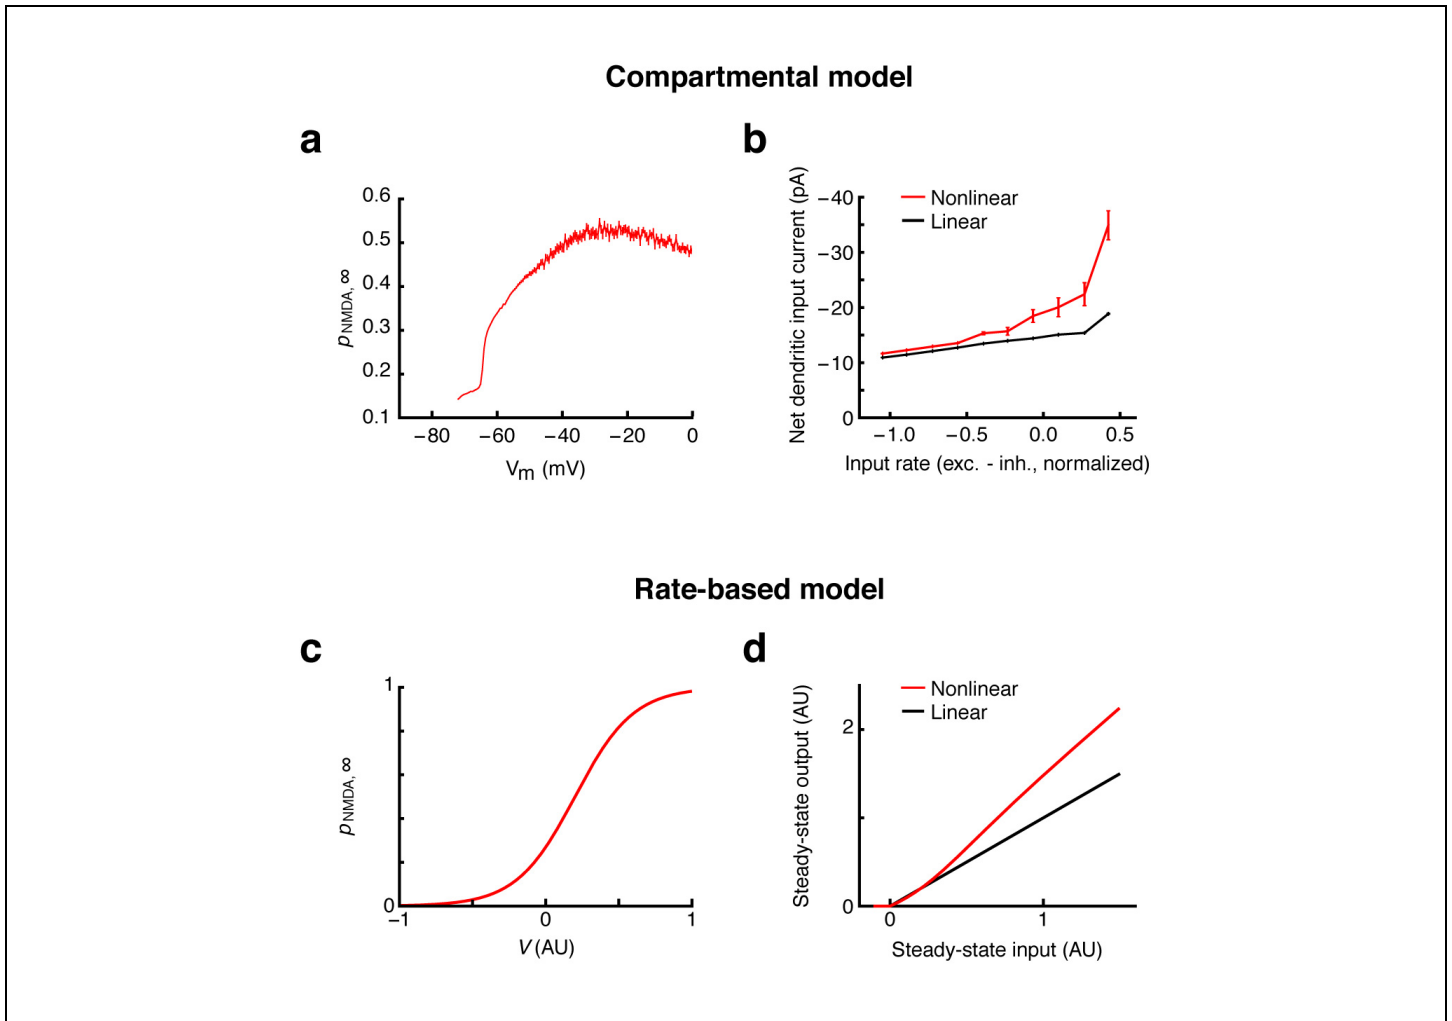 Compartmental model
a
b
0.6
0.5
0.4
0.3
0.2
0.1
pNMDA, ∞
−80
−60
−40
−20
0
Vm (mV)
Net dendritic input current (pA)
−40
−30
−20
−10
0
Nonlinear
Linear
−1.0
−0.5
0.0
0.5
Input rate (exc. - inh., normalized)
Rate-based model
c
d
1
0
pNMDA, ∞
−1
0
1
V (AU)
Steady-state output (AU)
2
0
Nonlinear
Linear
0
1
Steady-state input (AU)